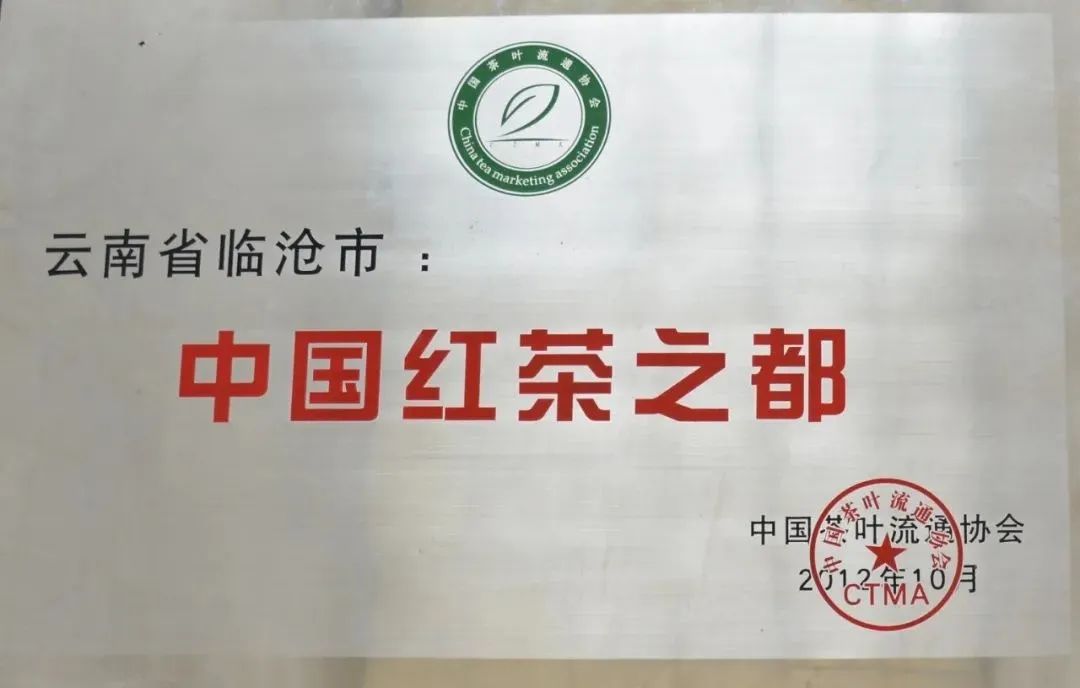 中国茶叶流通协会
CTMA
China tea marketing association
云南省临沧市：
中国红茶之都
中国茶叶流通协会
2012年10月
中国茶叶流通协会
CTMA